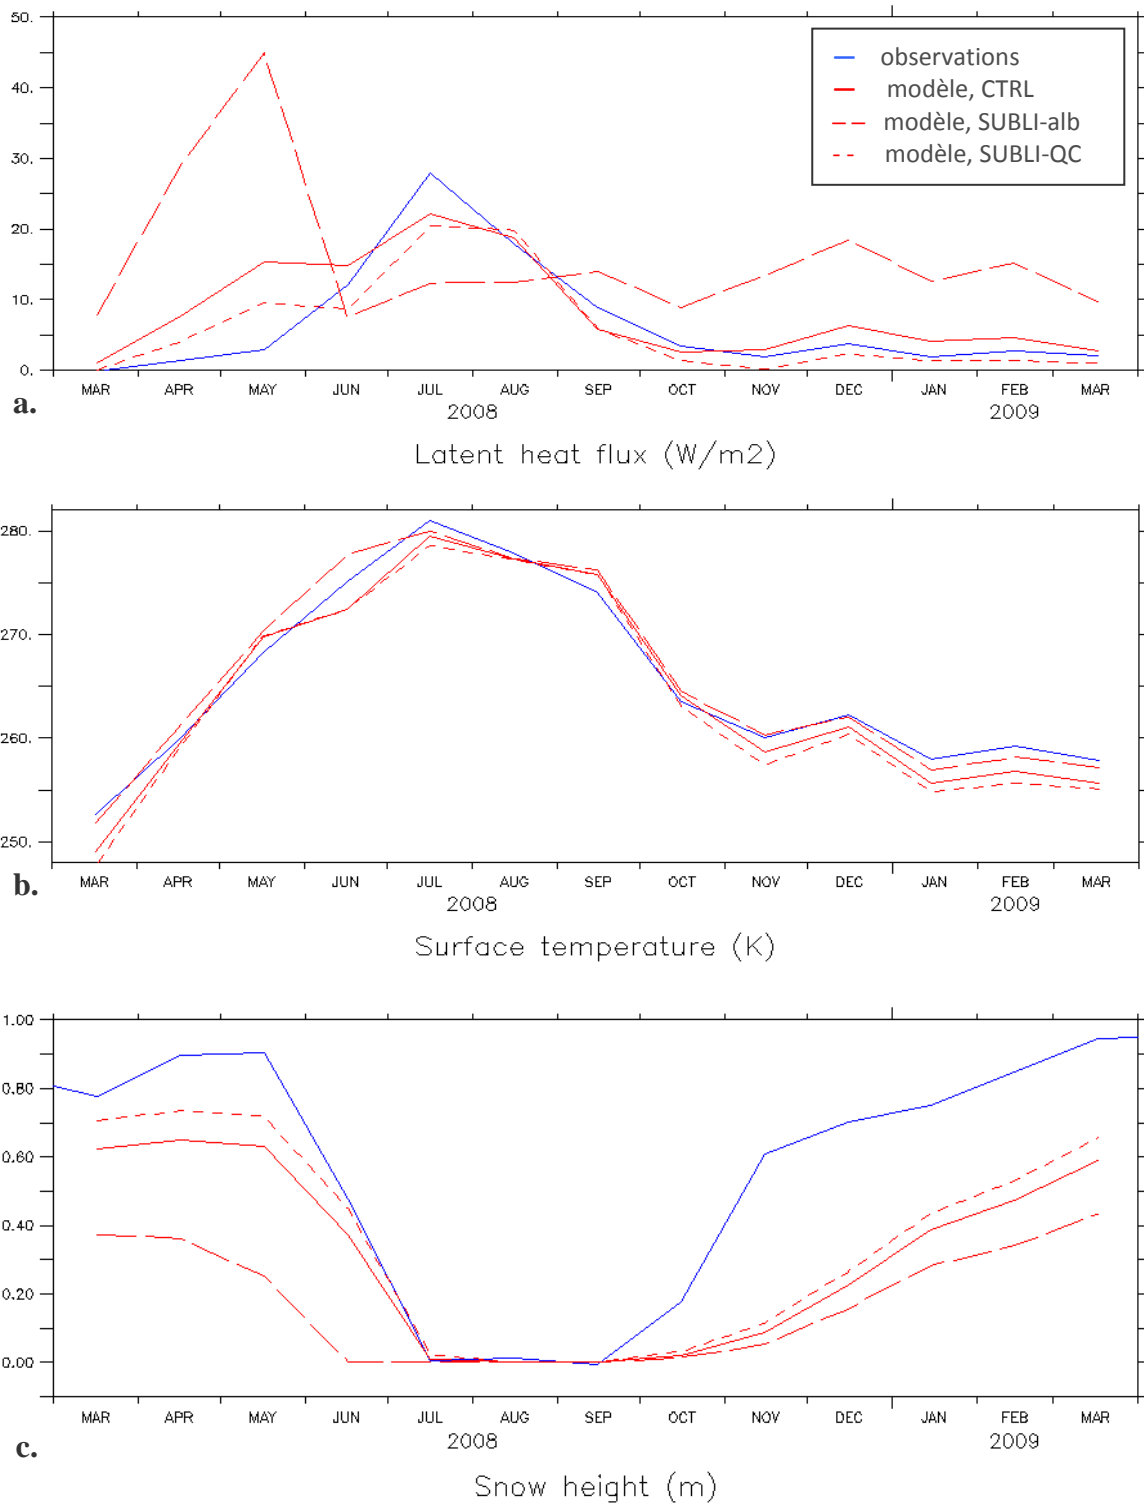 50.
40.
30.
20.
10.
0.
observations
modèle, CTRL
modèle, SUBLI-alb
modèle, SUBLI-QC
MAR APR MAY JUN JUL AUG SEP OCT NOV DEC JAN FEB MAR
2008 2009
a.
Latent heat flux (W/m2)
280.
270.
260.
250.
MAR APR MAY JUN JUL AUG SEP OCT NOV DEC JAN FEB MAR
2008 2009
b.
Surface temperature (K)
1.00
0.80
0.60
0.40
0.20
0.00
MAR APR MAY JUN JUL AUG SEP OCT NOV DEC JAN FEB MAR
2008 2009
c.
Snow height (m)